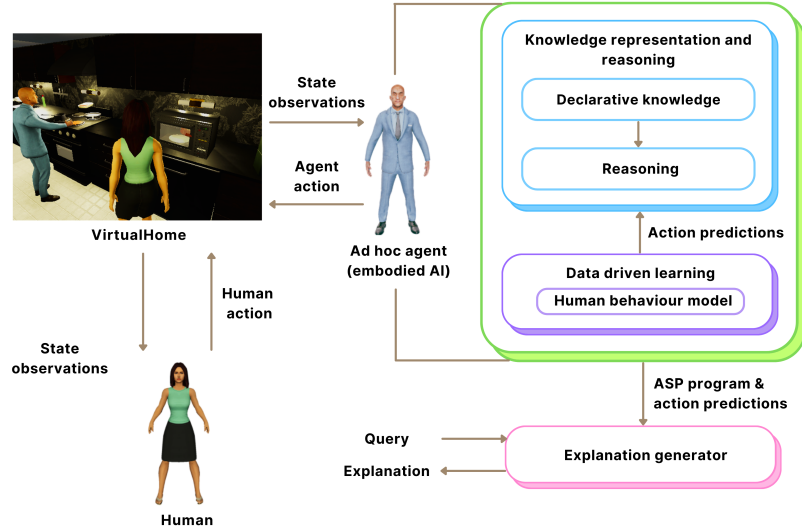 Knowledge representation and
reasoning
Declarative knowledge
Reasoning
State
observations
Agent
action
VirtualHome
Ad hoc agent
(embodied AI)
Action predictions
Data driven learning
Human behaviour model
Human
action
State
observations
ASP program &
action predictions
Query
Explanation
Explanation generator
Human